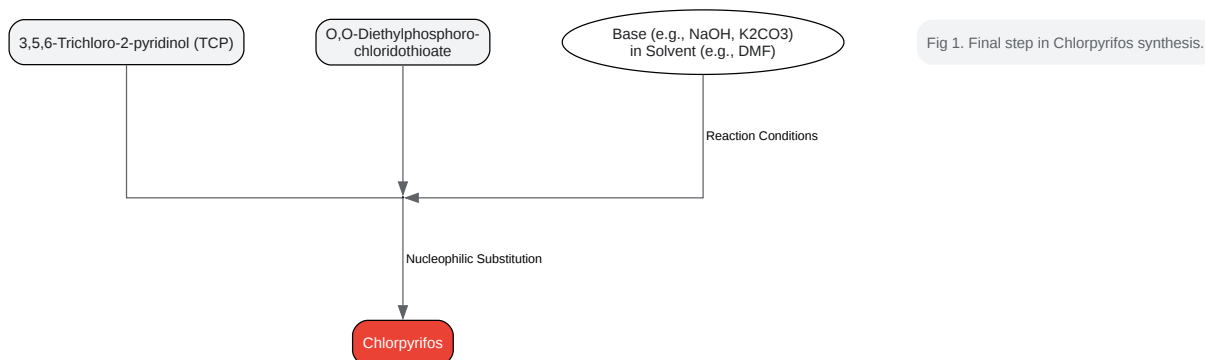 3,5,6-Trichloro-2-pyridinol (TCP)
O,O-Diethylphosphoro-
chloridothioate
Base (e.g., NaOH, K2CO3)
in Solvent (e.g., DMF)
Fig 1. Final step in Chlorpyrifos synthesis.
Reaction Conditions
Nucleophilic Substitution
Chlorpyrifos